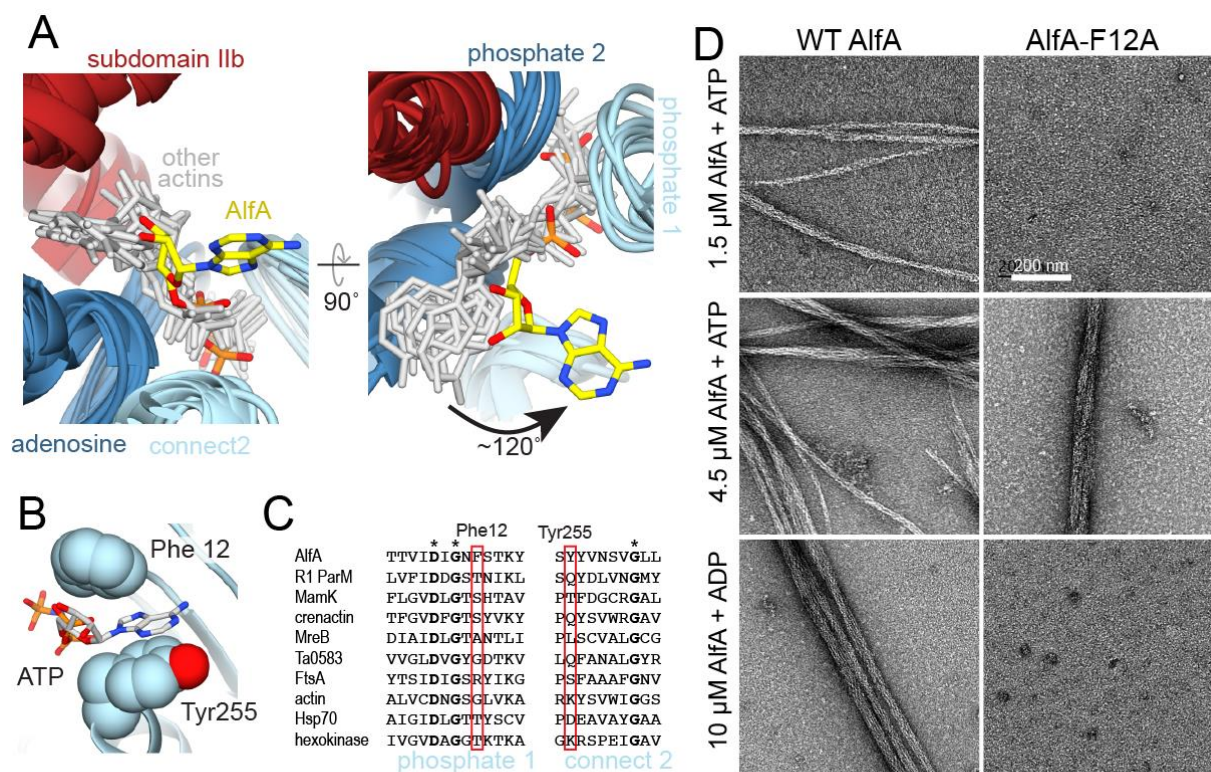 A
subdomain IIb
other
actins
AlfA
adenosine
connect2
90°
phosphate 2
phosphate 1
~120°
B
Phe 12
ATP
Tyr255
C
Phe12 Tyr255
* * *
AlfA TTVIDIGNFSTKY SYYVNSVGLL
R1 ParM LVFIDDGSTNIKL SQYDLVNGMY
MamK FLGVDLGTSHTAV PTFDGCRGAL
crenactin TFGVDFGTSYVKY PQYSVWRGAV
MreB DIAIDLGTANTLI PLSCVALGCG
Ta0583 VVGLDVGYGDTKV LQFANALGYR
FtsA YTSIDIGSRYIKG PSFAAAFGNV
actin ALVCDNGSGLVKA RKYSVWIGGS
Hsp70 AIGIDLGTTYSCV PDEAVAYGAA
hexokinase IVGVDAGGTKTKA GKRSPEIGAV
phosphate 1 connect 2
D
WT AlfA AlfA-F12A
1.5 µM AlfA + ATP
200 nm
4.5 µM AlfA + ATP
10 µM AlfA + ADP